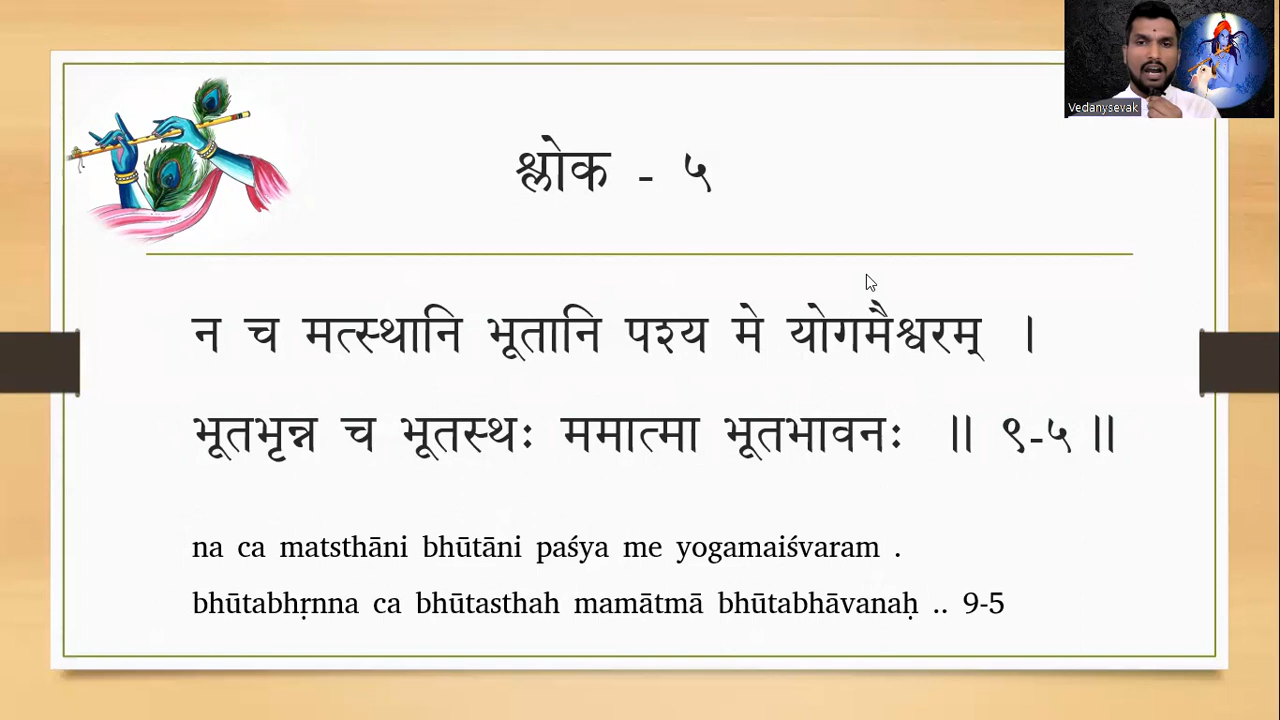 Vedanysevak
श्लोक - ५
न च मत्स्थानि भूतानि पश्य मे योगमैश्वरम् ।
भूतभृन्न च भूतस्थः ममात्मा भूतभावनः ॥ ९-५ ॥
na ca matsthāni bhūtāni paśya me yogamaiśvaram .
bhūtabhṛnna ca bhūtasthah mamātmā bhūtabhāvanaḥ .. 9-5